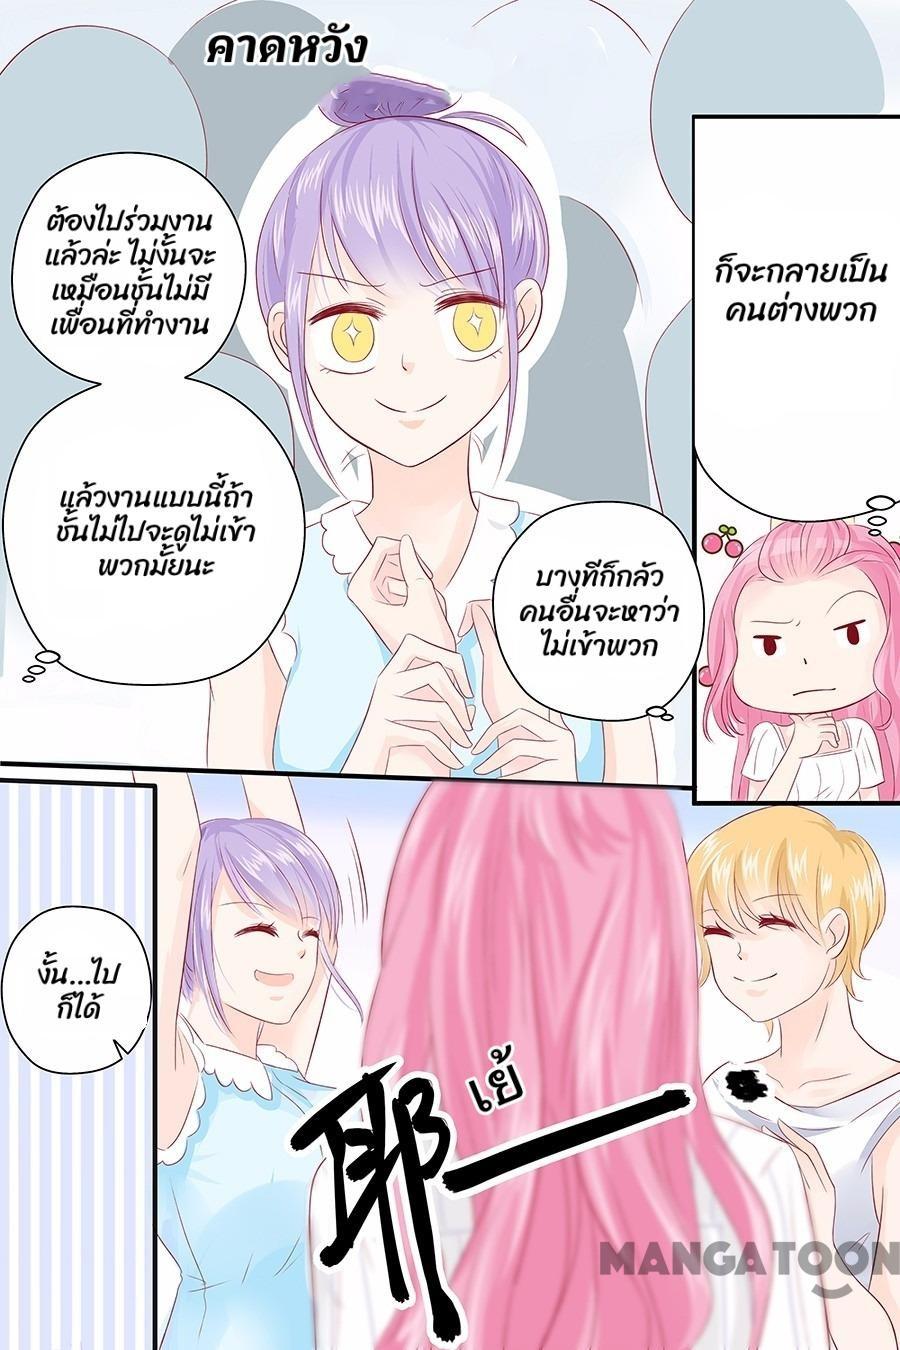 คาดหวัง
ต้องไปร่วมงาน
แล้วล่ะ ไม่งั้นจะ
เหมือนชั้นไม่มี
เพื่อนที่ทำงาน
แล้วงานแบบนี้ถ้า
ชั้นไม่ไปจะดูไม่เข้า
พวกมั้ยนะ
บางทีก็กลัว
คนอื่นจะหาว่า
ไม่เข้าพวก
ก็จะกลายเป็น
คนต่างพวก
งั้น...ไป
ก็ได้
เย้
耶一
MANGATOON